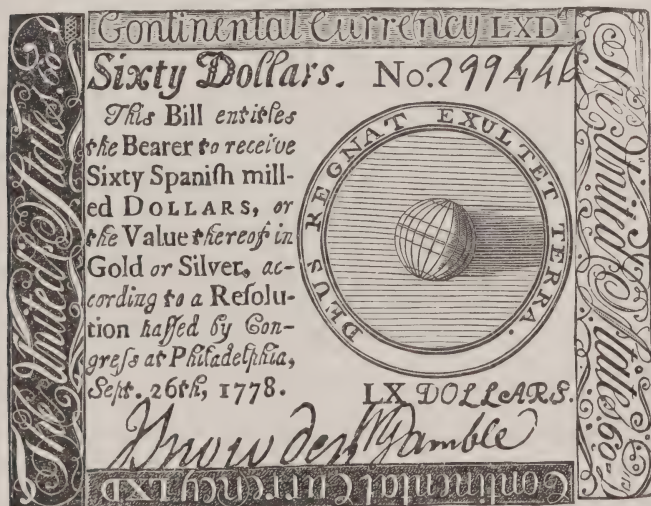 Continental Currency LXD
Sixty Dollars. No. 299446
This Bill entitles
the Bearer to receive
Sixty Spaniſh mill-
ed DOLLARS, or
the Value thereof in
Gold or Silver, ac-
cording to a Reſolu-
tion paſſed by Con-
greſs at Philadelphia,
Sept. 26th, 1778.
DEUS REGNAT EXULTET TERRA.
LX DOLLARS.
Gamble
The United States. 60
The United States 60
Continental Currency LXD